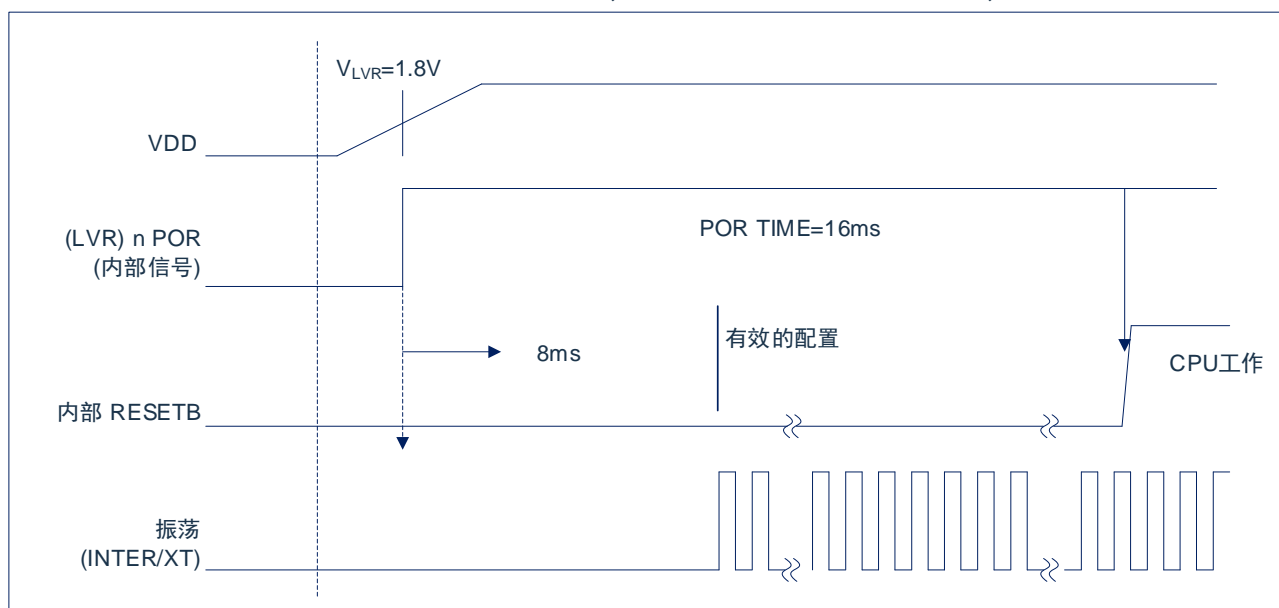 V_LVR=1.8V
VDD
(LVR) n POR
(内部信号)
POR TIME=16ms
8ms
有效的配置
CPU工作
内部 RESETB
振荡
(INTER/XT)